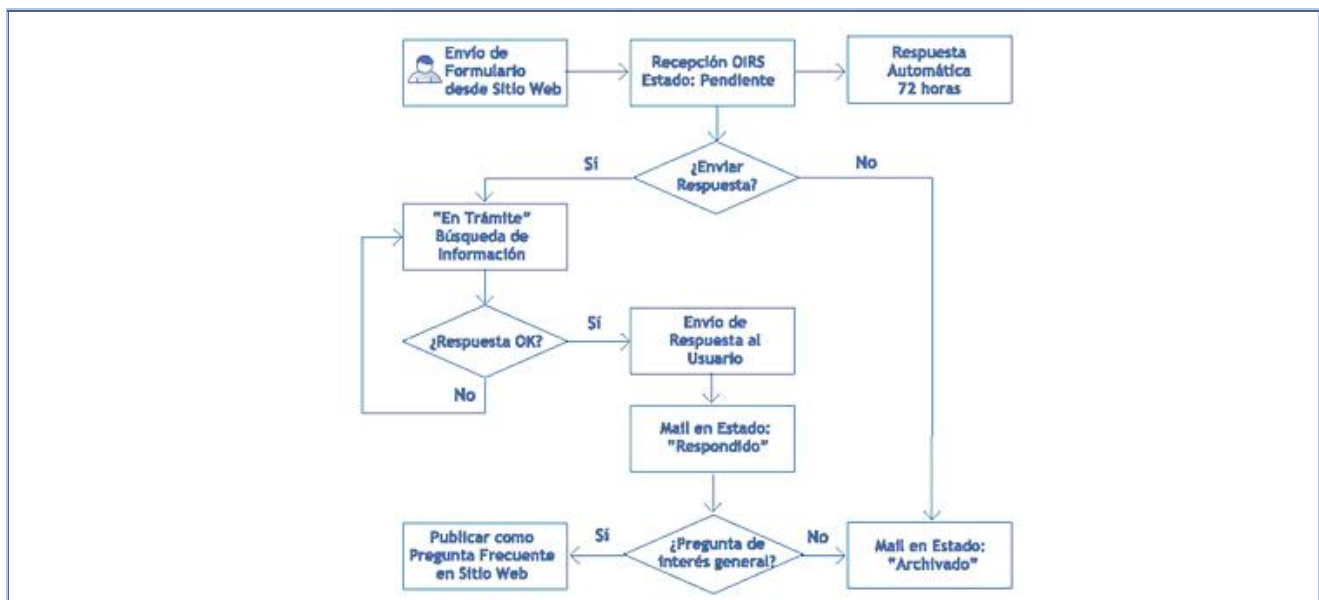 Envío de
Formulario
desde Sitio Web
Recepción OIRS
Estado: Pendiente
Respuesta
Automática
72 horas
¿Enviar
Respuesta?
Sí
No
"En Trámite"
Búsqueda de
Información
¿Respuesta OK?
Sí
No
Envío de
Respuesta al
Usuario
Mail en Estado:
"Respondido"
¿Pregunta de
interés general?
Sí
No
Publicar como
Pregunta Frecuente
en Sitio Web
Mail en Estado:
"Archivado"